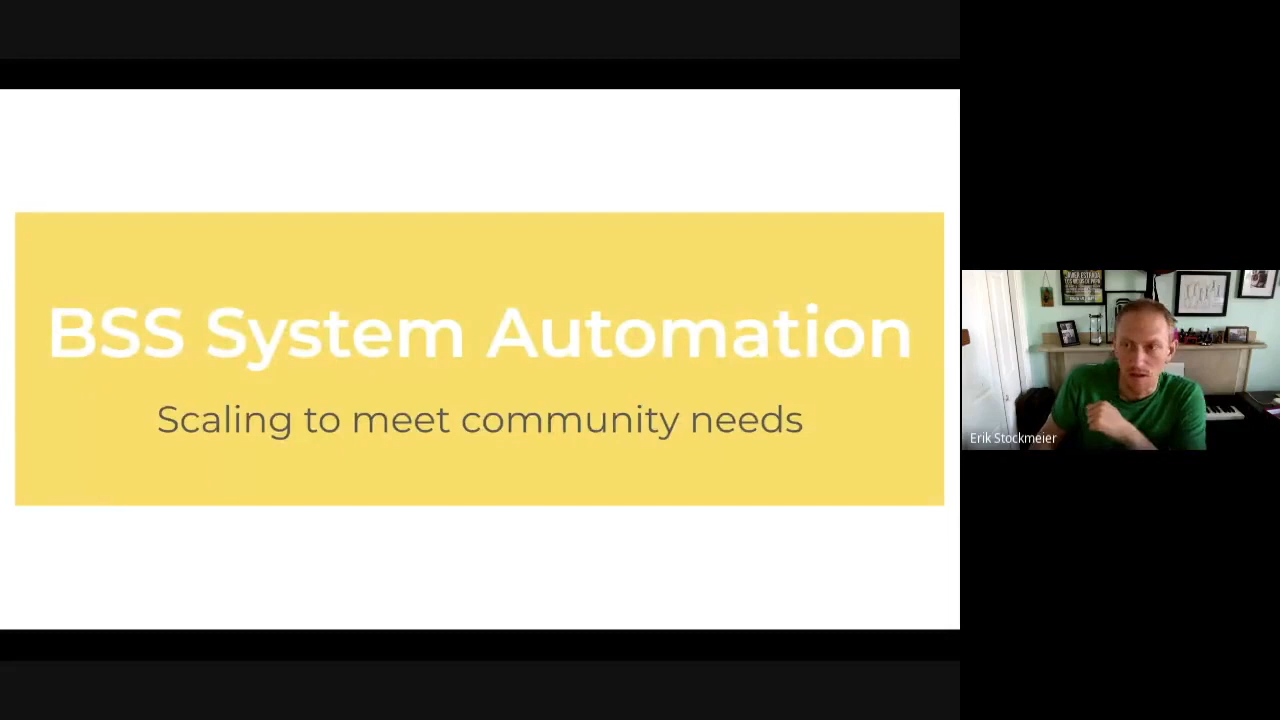 BSS System Automation
Scaling to meet community needs
Erik Stockmeier